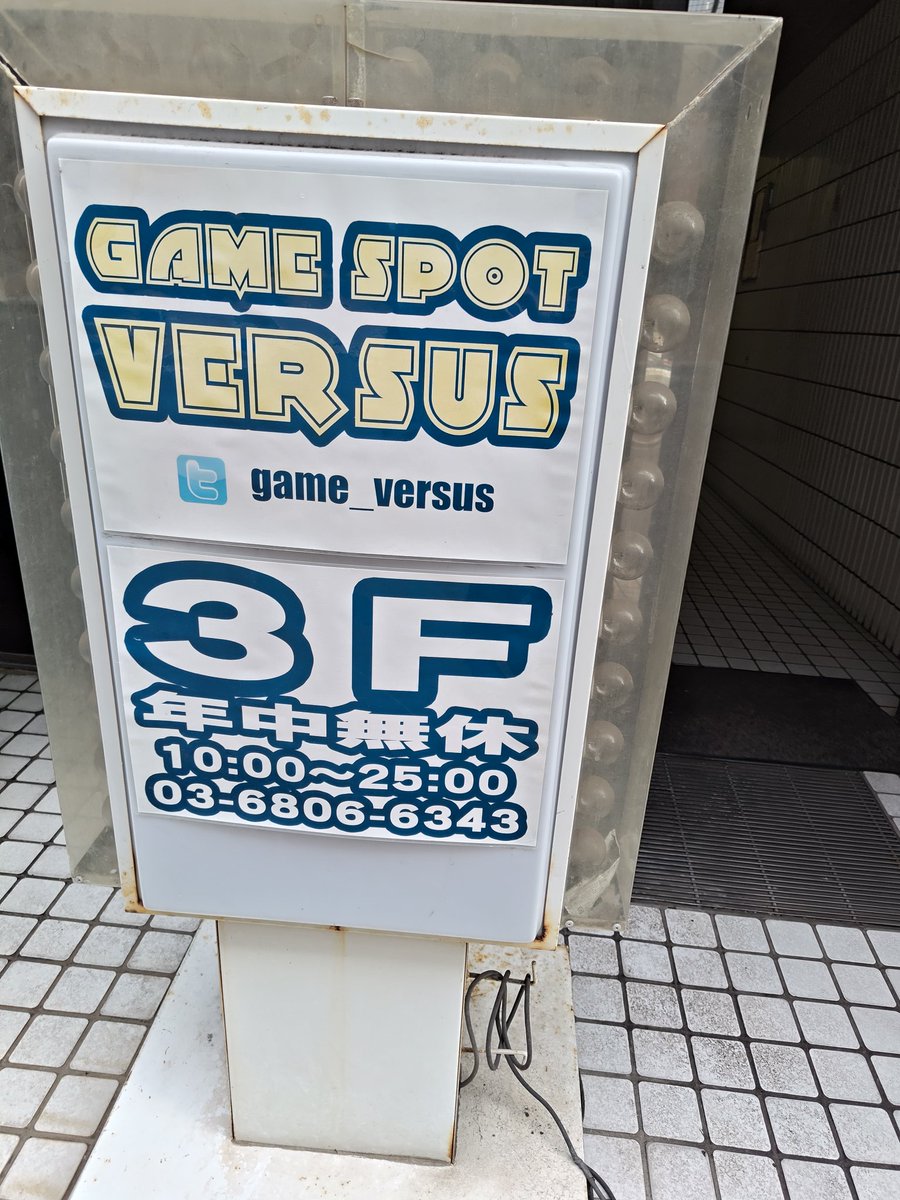 GAME SPOT
VERSUS
game_versus
3F
年中無休
10:00～25:00
03-6806-6343